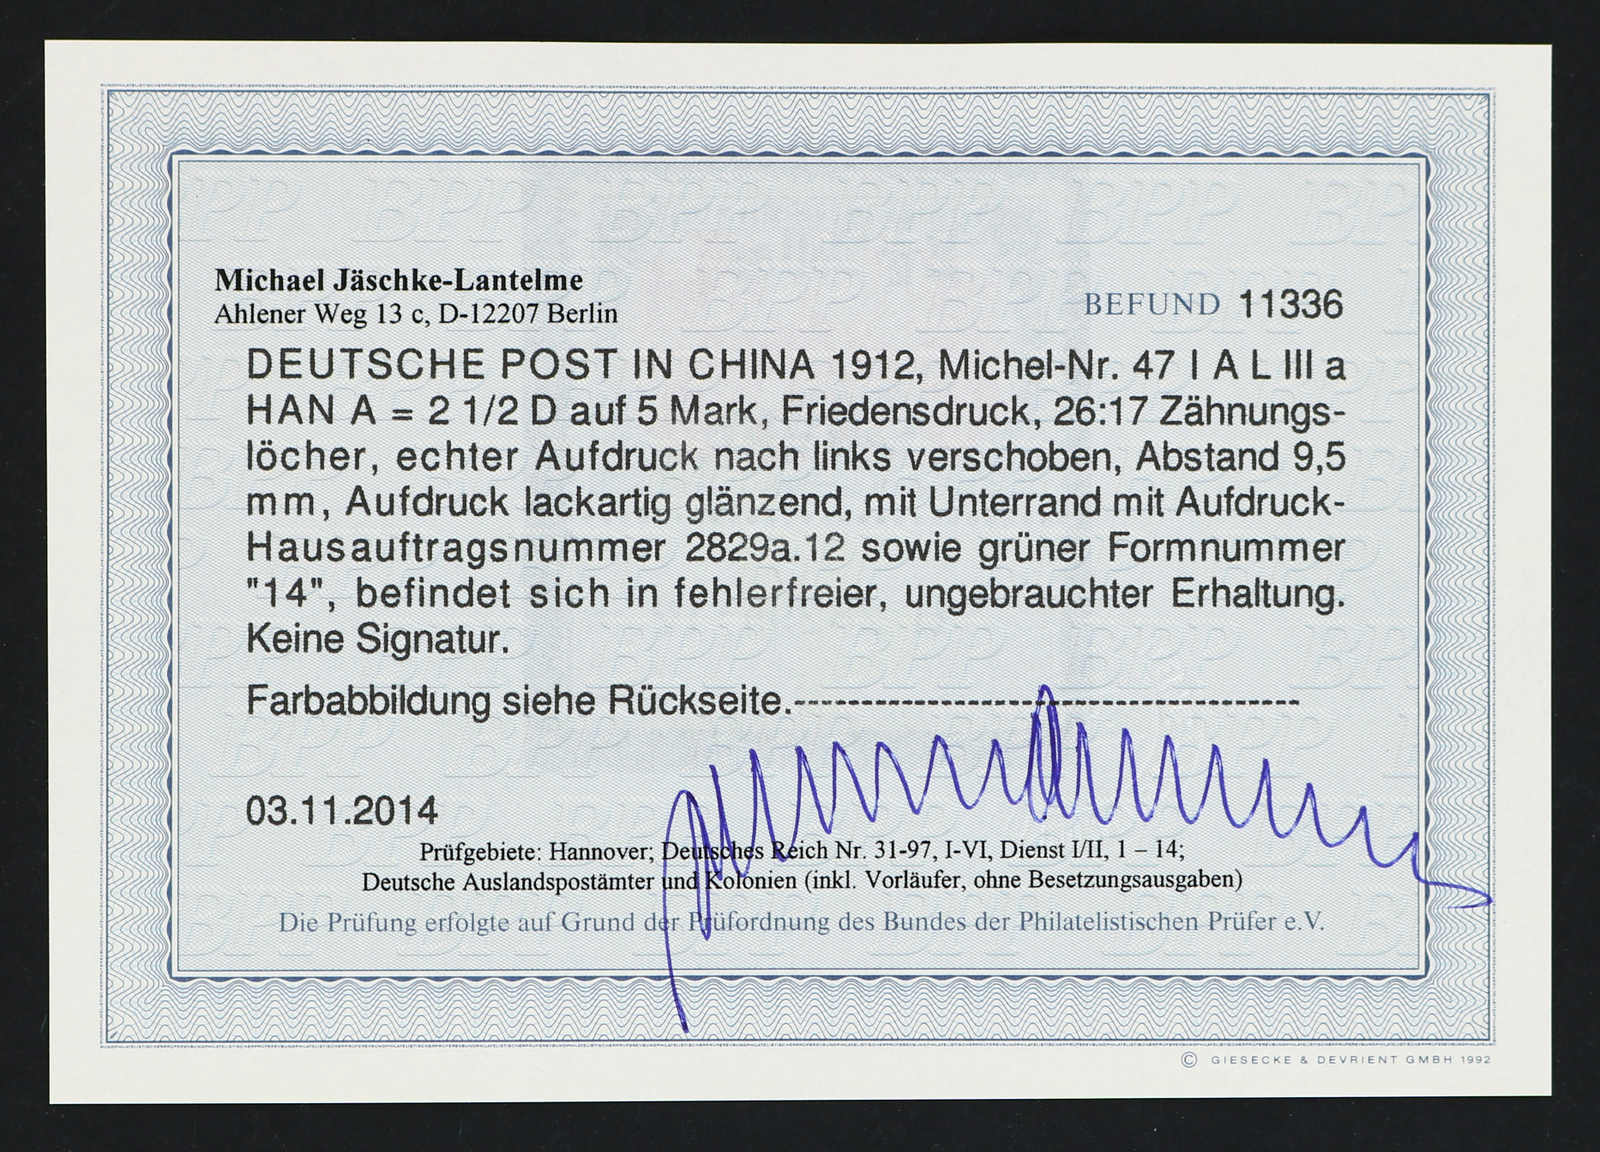 Michael Jäschke-Lantelme
Ahlener Weg 13 c, D-12207 Berlin
BEFUND 11336
DEUTSCHE POST IN CHINA 1912, Michel-Nr. 47 I A L III a
HAN A = 2 1/2 D auf 5 Mark, Friedensdruck, 26:17 Zähnungs-
löcher, echter Aufdruck nach links verschoben, Abstand 9,5
mm, Aufdruck lackartig glänzend, mit Unterrand mit Aufdruck-
Hausauftragsnummer 2829a.12 sowie grüner Formnummer
"14", befindet sich in fehlerfreier, ungebrauchter Erhaltung.
Keine Signatur.
Farbabbildung siehe Rückseite.--------------------------------------
03.11.2014
Prüfgebiete: Hannover; Deutsches Reich Nr. 31-97, I-VI, Dienst I/II, 1 – 14;
Deutsche Auslandspostämter und Kolonien (inkl. Vorläufer, ohne Besetzungsausgaben)
Die Prüfung erfolgte auf Grund der Prüfordnung des Bundes der Philatelistischen Prüfer e.V.
© GIESECKE & DEVRIENT GMBH 1992